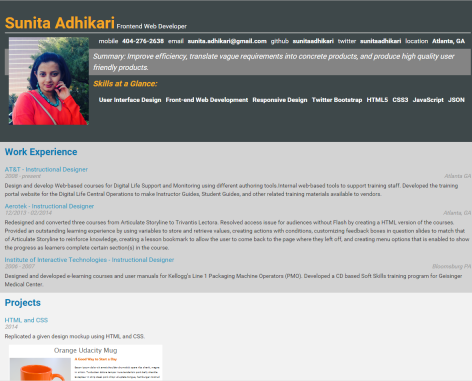 Sunita Adhikari Frontend Web Developer
mobile 404-276-2638 email sunita.adhikari@gmail.com github sunitaadhikari twitter sunitaadhikari location Atlanta, GA
Summary: Improve efficiency, translate vague requirements into concrete products, and produce high quality user
friendly products.
Skills at a Glance:
User Interface Design Front-end Web Development Responsive Design Twitter Bootstrap HTML5 CSS3 JavaScript JSON
Work Experience
AT&T - Instructional Designer
2008 - present Atlanta GA
Design and develop Web-based courses for Digital Life Support and Monitoring using different authoring tools.Internal web-based tools to support training staff. Developed the training
portal website for the Digital Life Central Operations to make Instructor Guides, Student Guides, and other related training materials available to vendors.
Aerotek - Instructional Designer
12/2013 - 02/2014 Atlanta, GA
Redesigned and converted three courses from Articulate Storyline to Trivantis Lectora. Resolved access issue for audiences without Flash by creating a HTML version of the courses.
Provided an outstanding learning experience by using variables to store and retrieve values, creating actions with conditions, customizing feedback boxes in question slides to match that
of Articulate Storyline to reinforce knowledge, creating a lesson bookmark to allow the user to come back to the page where they left off, and creating menu options that is enabled to show
the progress as learners complete certain section(s) in the course.
Institute of Interactive Technologies - Instructional Designer
2006 - 2007 Bloomsburg PA
Designed and developed e-learning courses and user manuals for Kellogg's Line 1 Packaging Machine Operators (PMO). Developed a CD based Soft Skills training program for Geisinger
Medical Center.
Projects
HTML and CSS
2014
Replicated a given design mockup using HTML and CSS.
Orange Udacity Mug
A Good Way to Start a Day